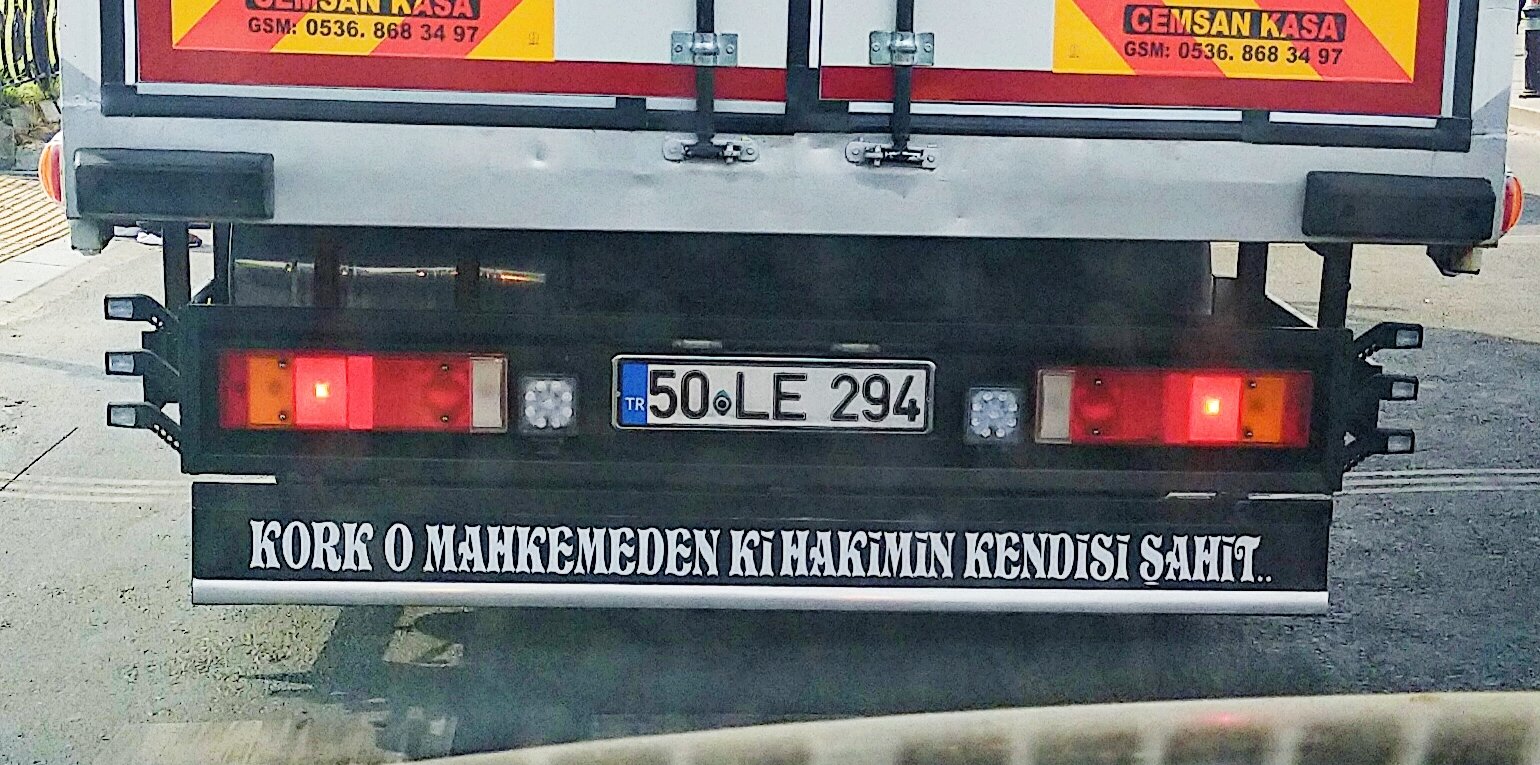 CEMSAN KASA
GSM: 0536. 868 34 97
CEMSAN KASA
GSM: 0536. 868 34 97
TR 50 LE 294
KORK O MAHKEMEDEN Kİ HAKİMİN KENDİSİ ŞAHİT..